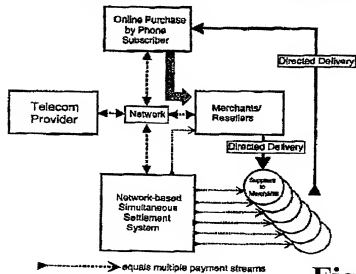 Online Purchase
by Phone
Subscriber
Directed Delivery
Telecom
Provider
Network
Merchants/
Resellers
Directed Delivery
Suppliers
to
Merchants
Network-based
Simultaneous
Settlement
System
equals multiple payment streams